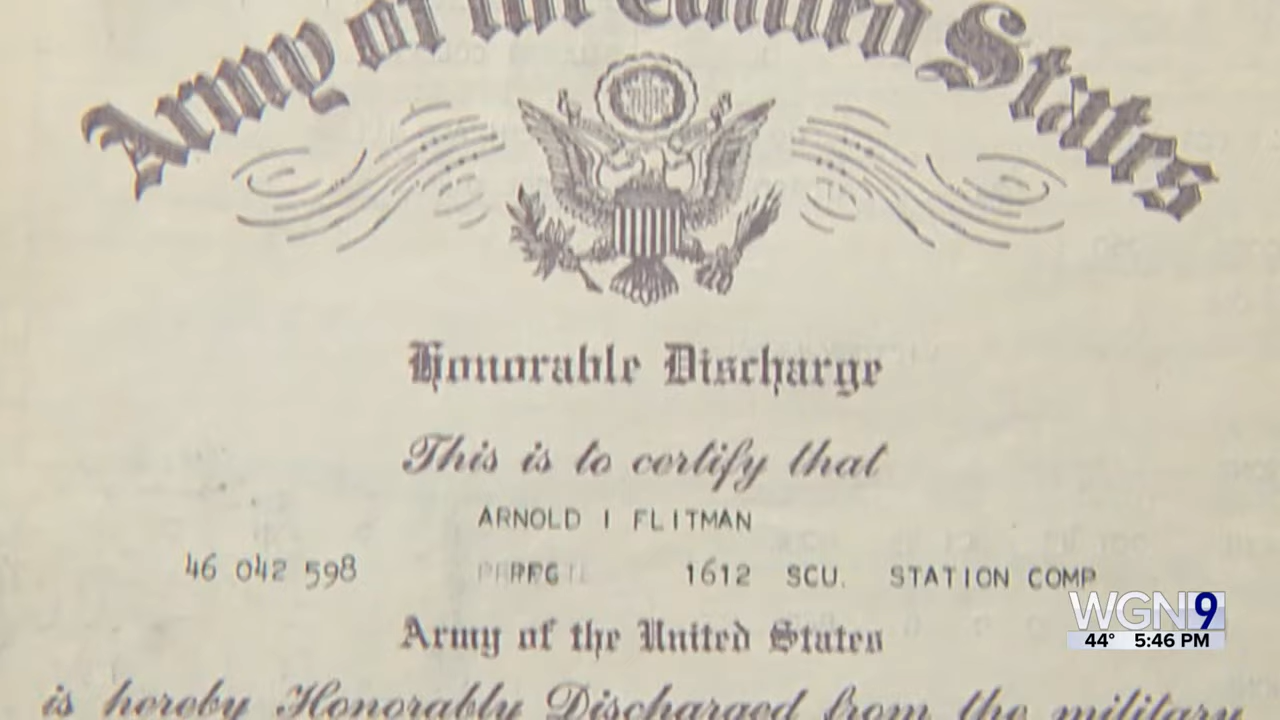 Army of the United States
Honorable Discharge
This is to certify that
ARNOLD I FLITMAN
46 042 598 1612 SCU. STATION COMP
Army of the United States
is hereby Honorably Discharged from the military
WGN9
44° 5:46 PM